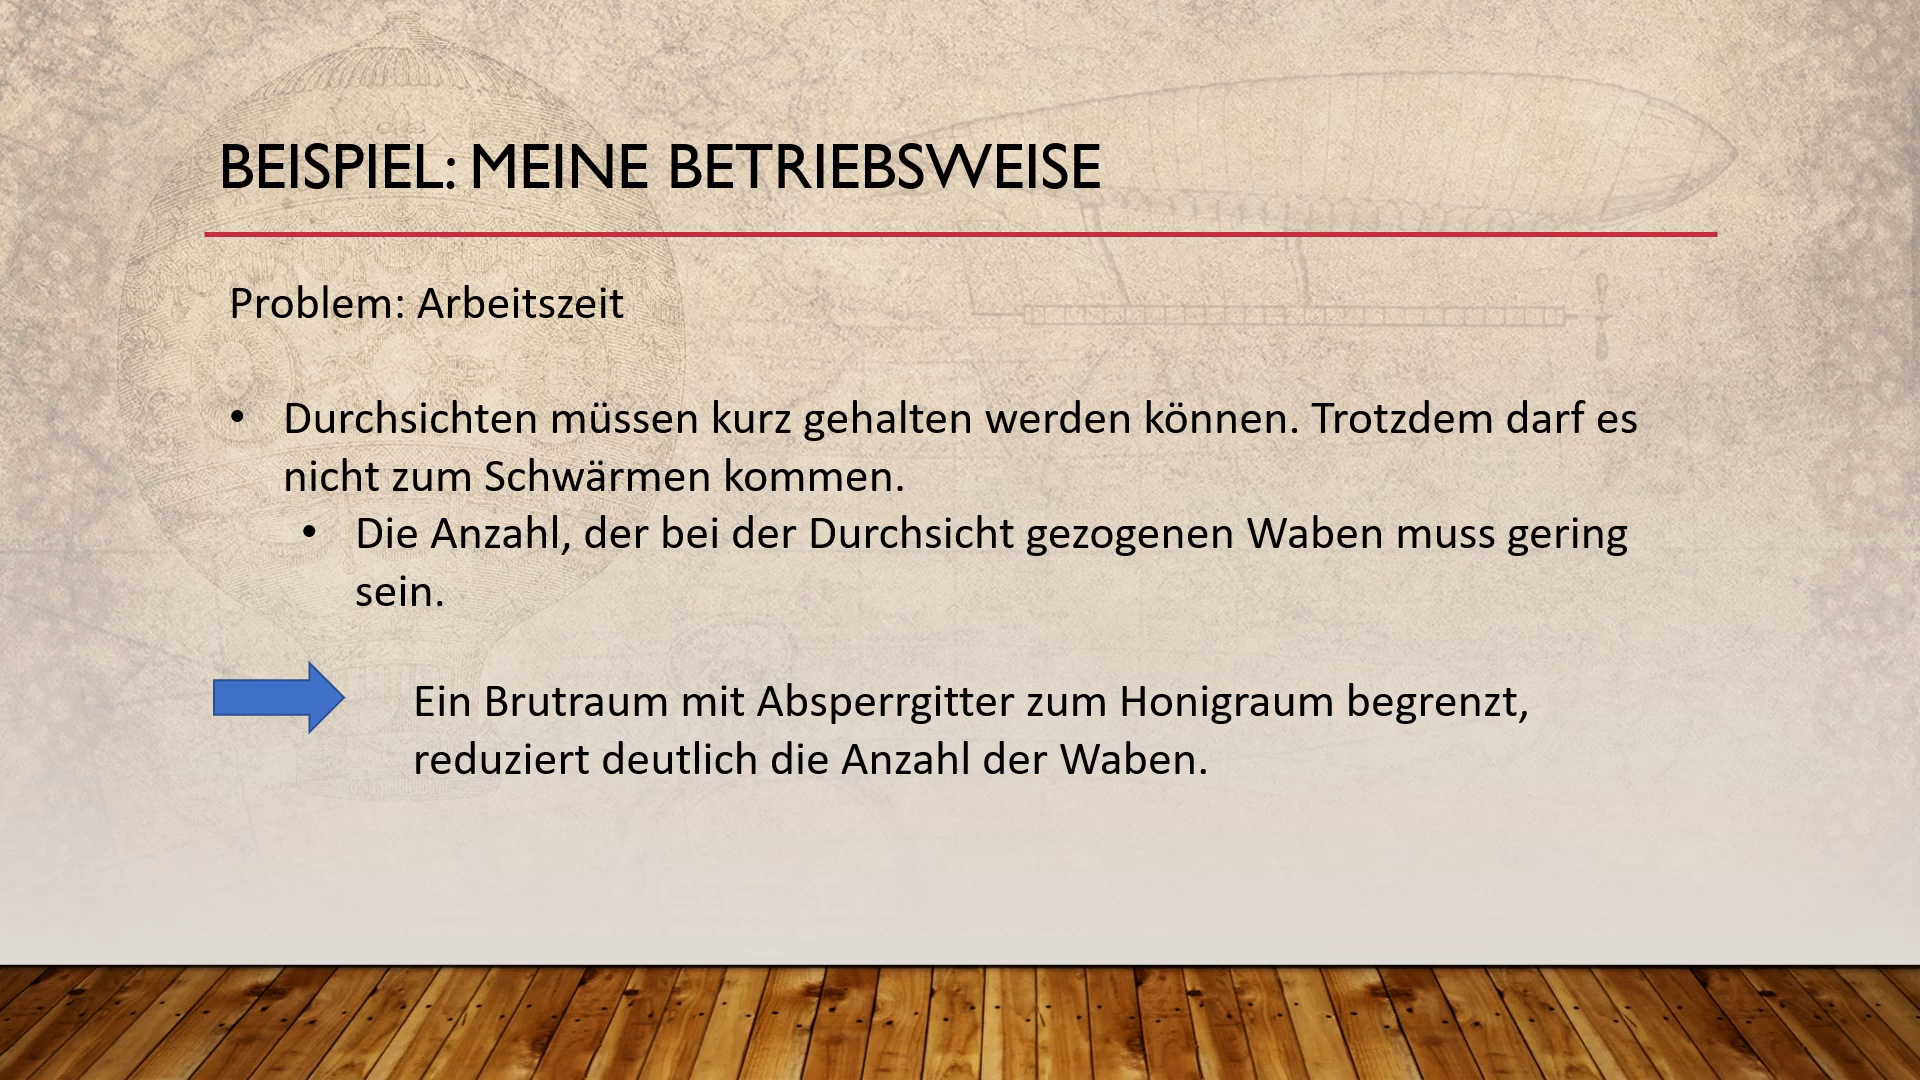 BEISPIEL: MEINE BETRIEBSWEISE
Problem: Arbeitszeit
• Durchsichten müssen kurz gehalten werden können. Trotzdem darf es
nicht zum Schwärmen kommen.
• Die Anzahl, der bei der Durchsicht gezogenen Waben muss gering
sein.
Ein Brutraum mit Absperrgitter zum Honigraum begrenzt,
reduziert deutlich die Anzahl der Waben.